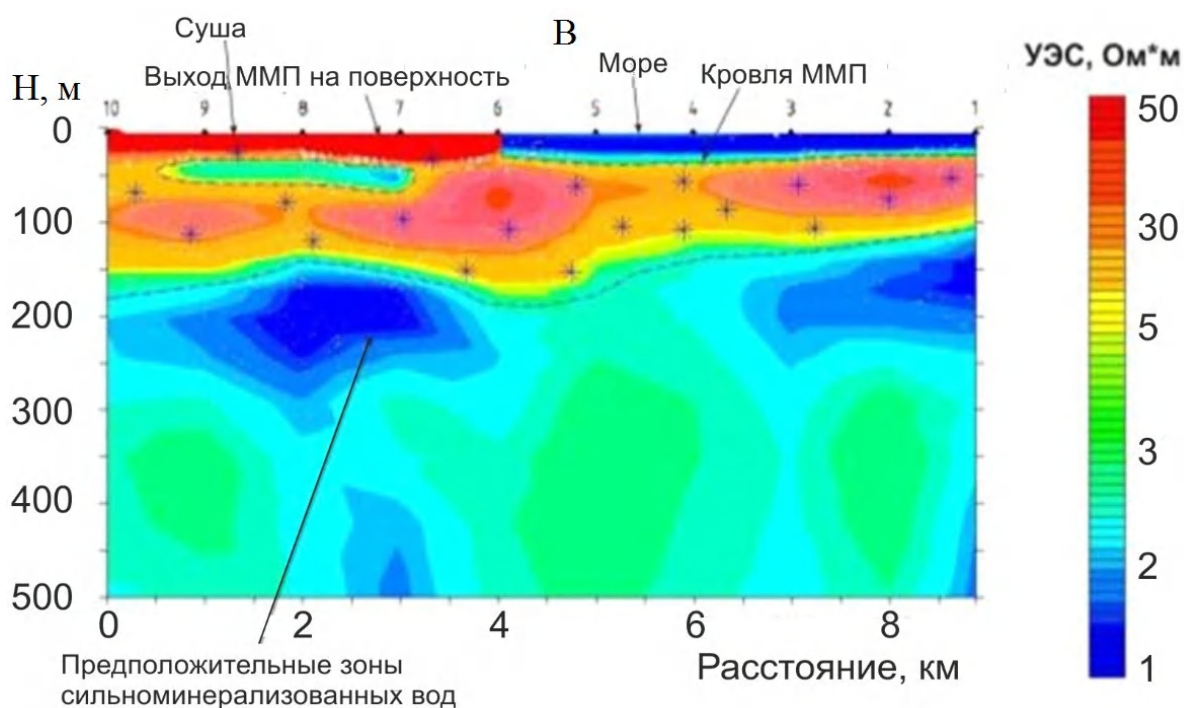 Суша
В
УЭС, Ом*м
Выход ММП на поверхность
Море
Кровля ММП
Н, м
10 9 8 7 6 5 4 3 2 1
0
100
200
300
400
500
0 2 4 6 8
Расстояние, км
50
30
5
3
2
1
Предположительные зоны
сильноминерализованных вод